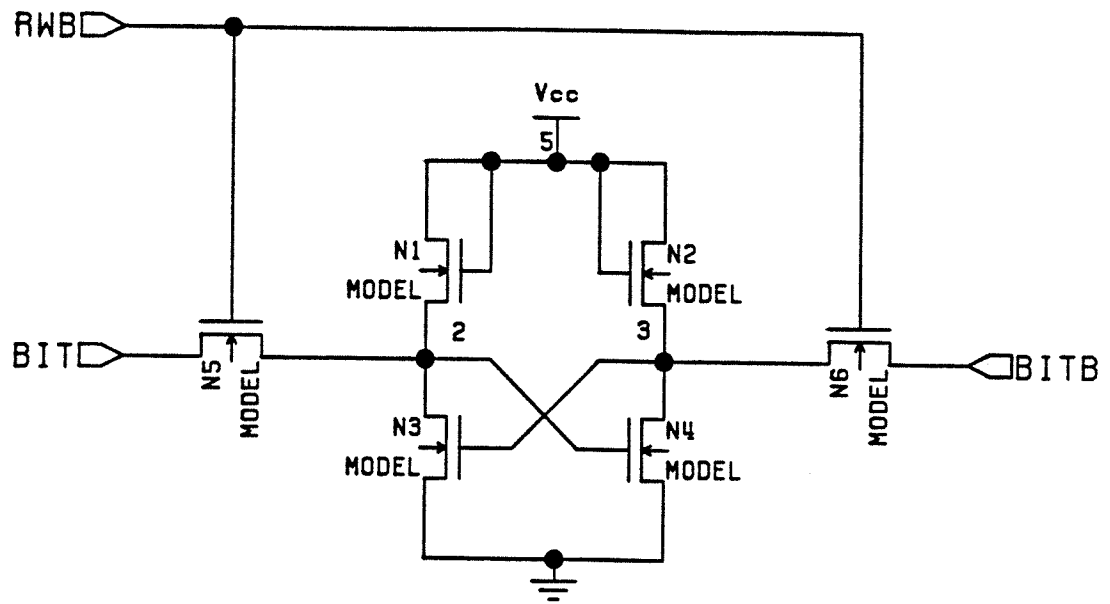 RWB
Vcc
5
N1
MODEL
N2
MODEL
2
3
BIT
N5
MODEL
N6
MODEL
BITB
N3
MODEL
N4
MODEL